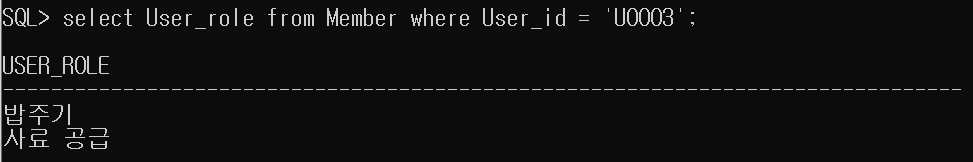 SQL> select User_role from Member where User_id = 'U0003';
USER_ROLE
--------------------------------------------------------------------------------
밥주기
사료 공급